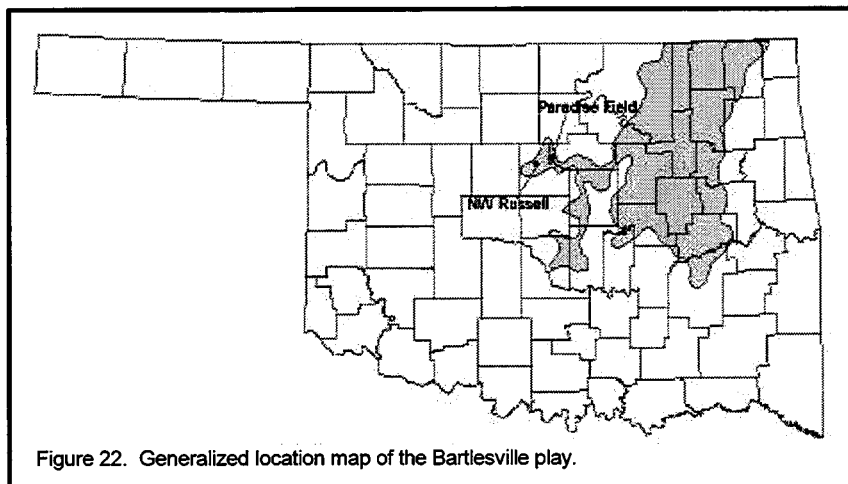 Paradise Field
NW Russell
Figure 22. Generalized location map of the Bartlesville play.